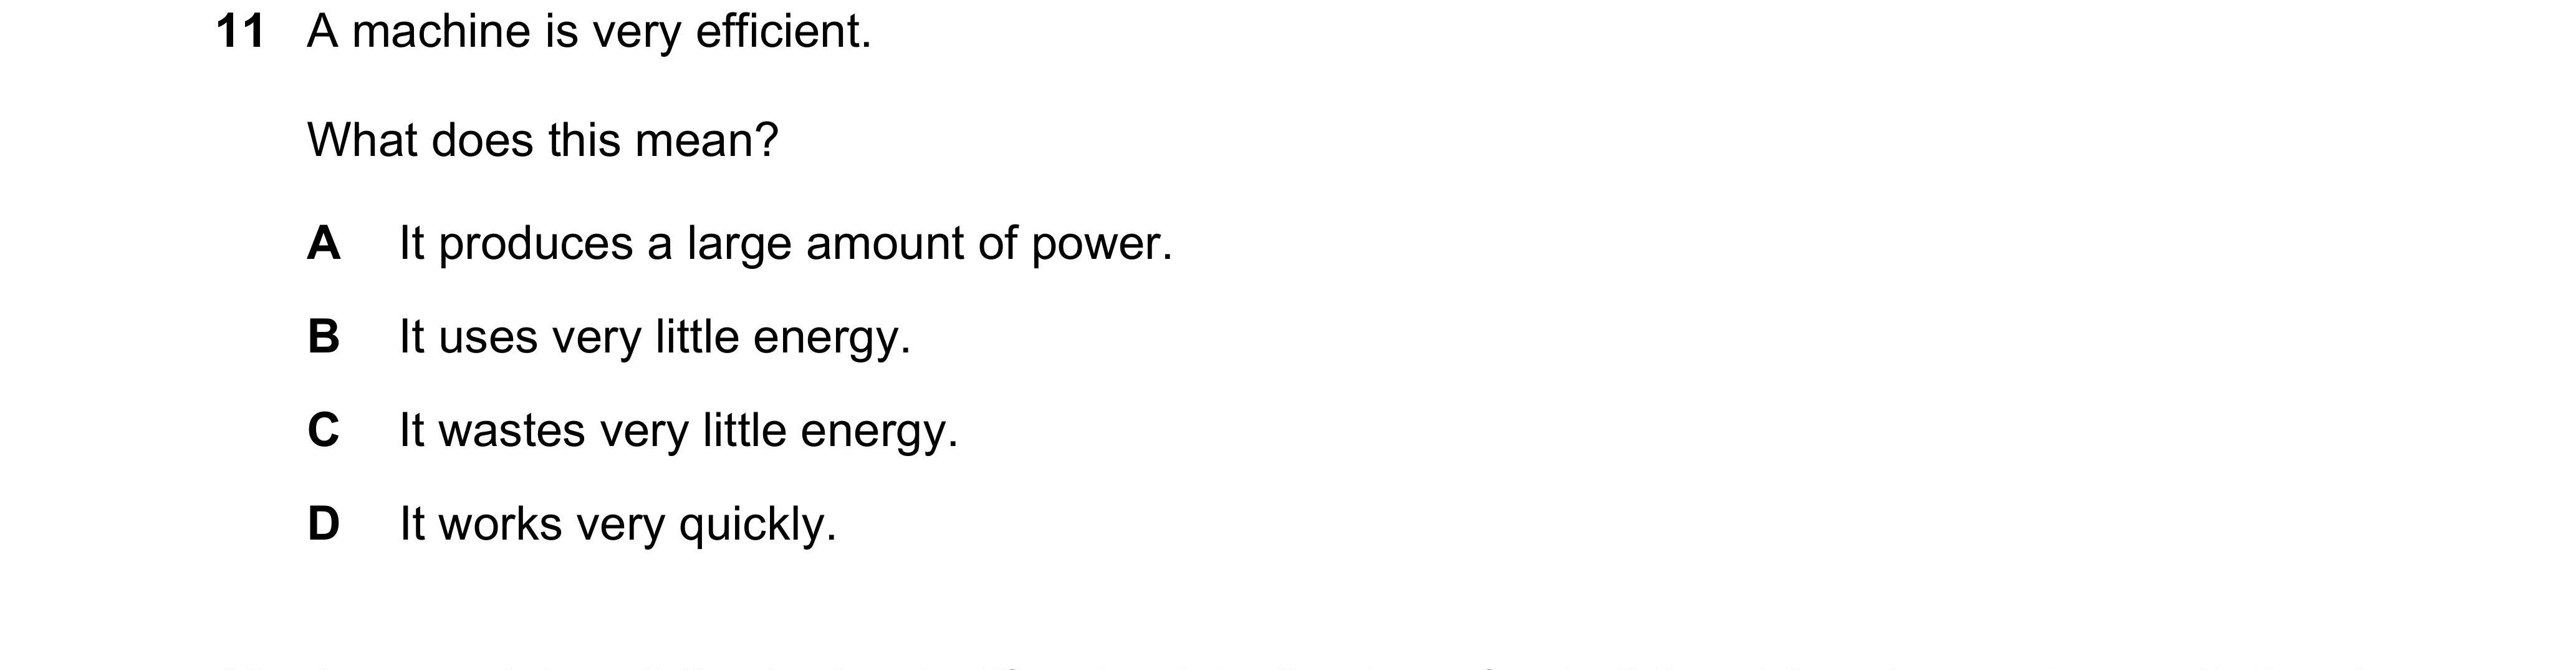 11 A machine is very efficient.
What does this mean?
A It produces a large amount of power.
B It uses very little energy.
C It wastes very little energy.
D It works very quickly.